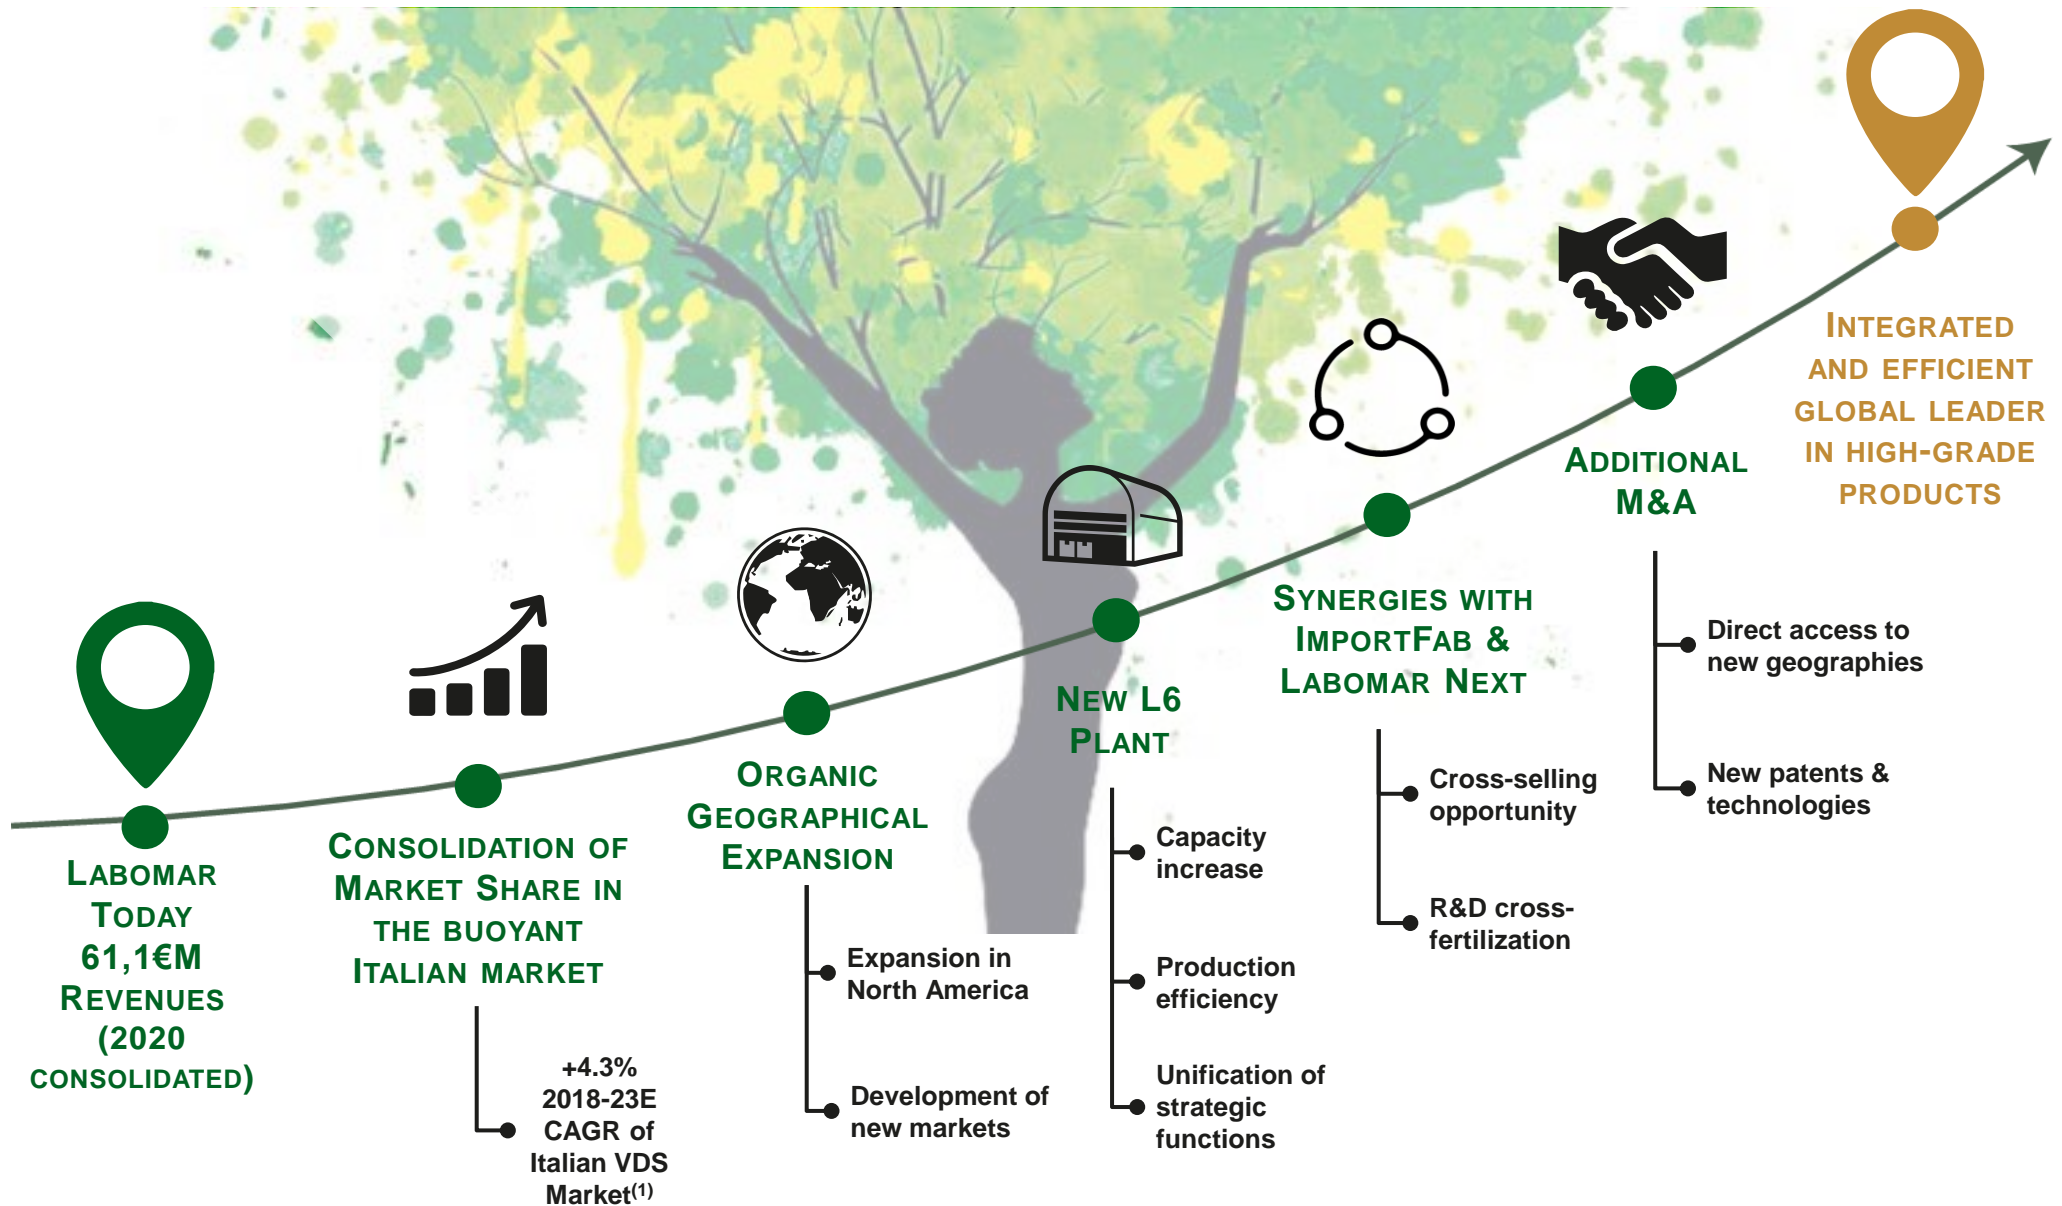 LABOMAR
TODAY
61,1€M
REVENUES
(2020
CONSOLIDATED)
CONSOLIDATION OF
MARKET SHARE IN
THE BUOYANT
ITALIAN MARKET
+4.3%
2018-23E
CAGR of
Italian VDS
Market(1)
ORGANIC
GEOGRAPHICAL
EXPANSION
Expansion in
North America
Development of
new markets
NEW L6
PLANT
Capacity
increase
Production
efficiency
Unification of
strategic
functions
SYNERGIES WITH
IMPORTFAB &
LABOMAR NEXT
Cross-selling
opportunity
R&D cross-
fertilization
ADDITIONAL
M&A
Direct access to
new geographies
New patents &
technologies
INTEGRATED
AND EFFICIENT
GLOBAL LEADER
IN HIGH-GRADE
PRODUCTS